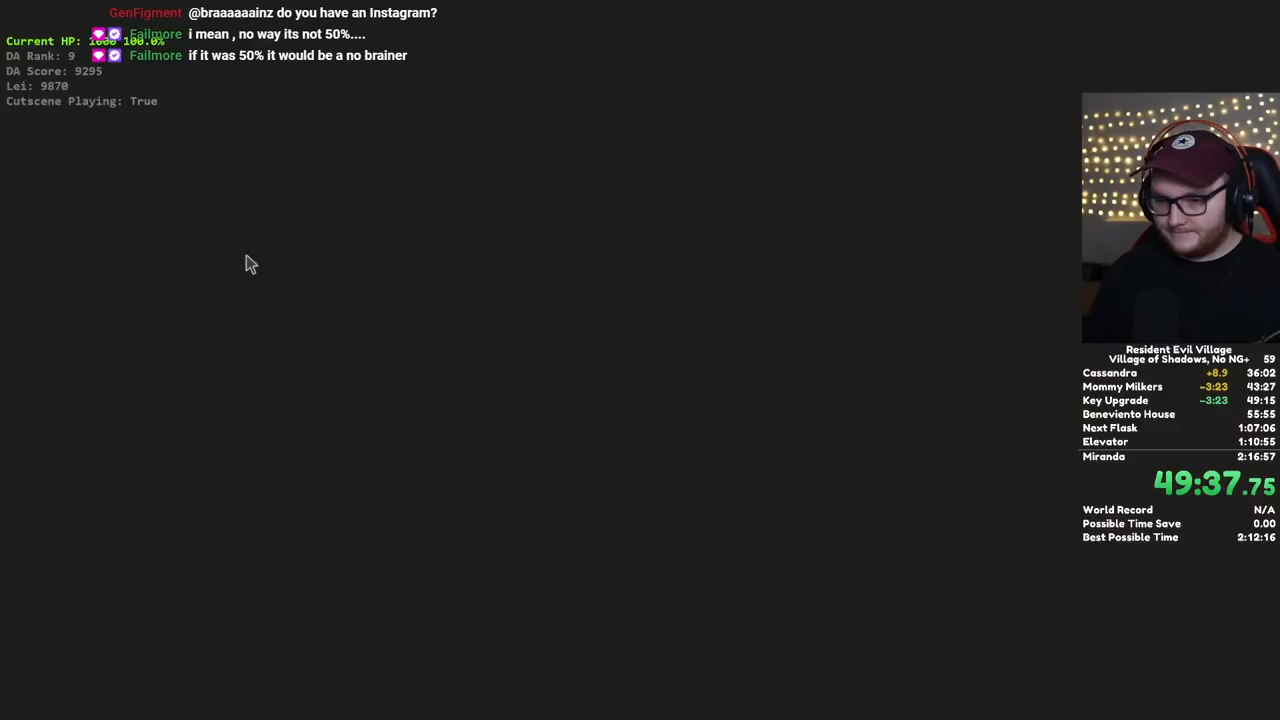 GenFigment @braaaaaainz do you have an Instagram?
Failmore i mean , no way its not 50%....
Current HP: 1000 100.0%
Failmore if it was 50% it would be a no brainer
DA Rank: 9
DA Score: 9295
Lei: 9870
Cutscene Playing: True
Resident Evil Village
Village of Shadows, No NG+ 59
Cassandra +8.9 36:02
Mommy Milkers -3:23 43:27
Key Upgrade -3:23 49:15
Beneviento House 55:55
Next Flask 1:07:06
Elevator 1:10:55
Miranda 2:16:57
49:37.75
World Record N/A
Possible Time Save 0.00
Best Possible Time 2:12:16